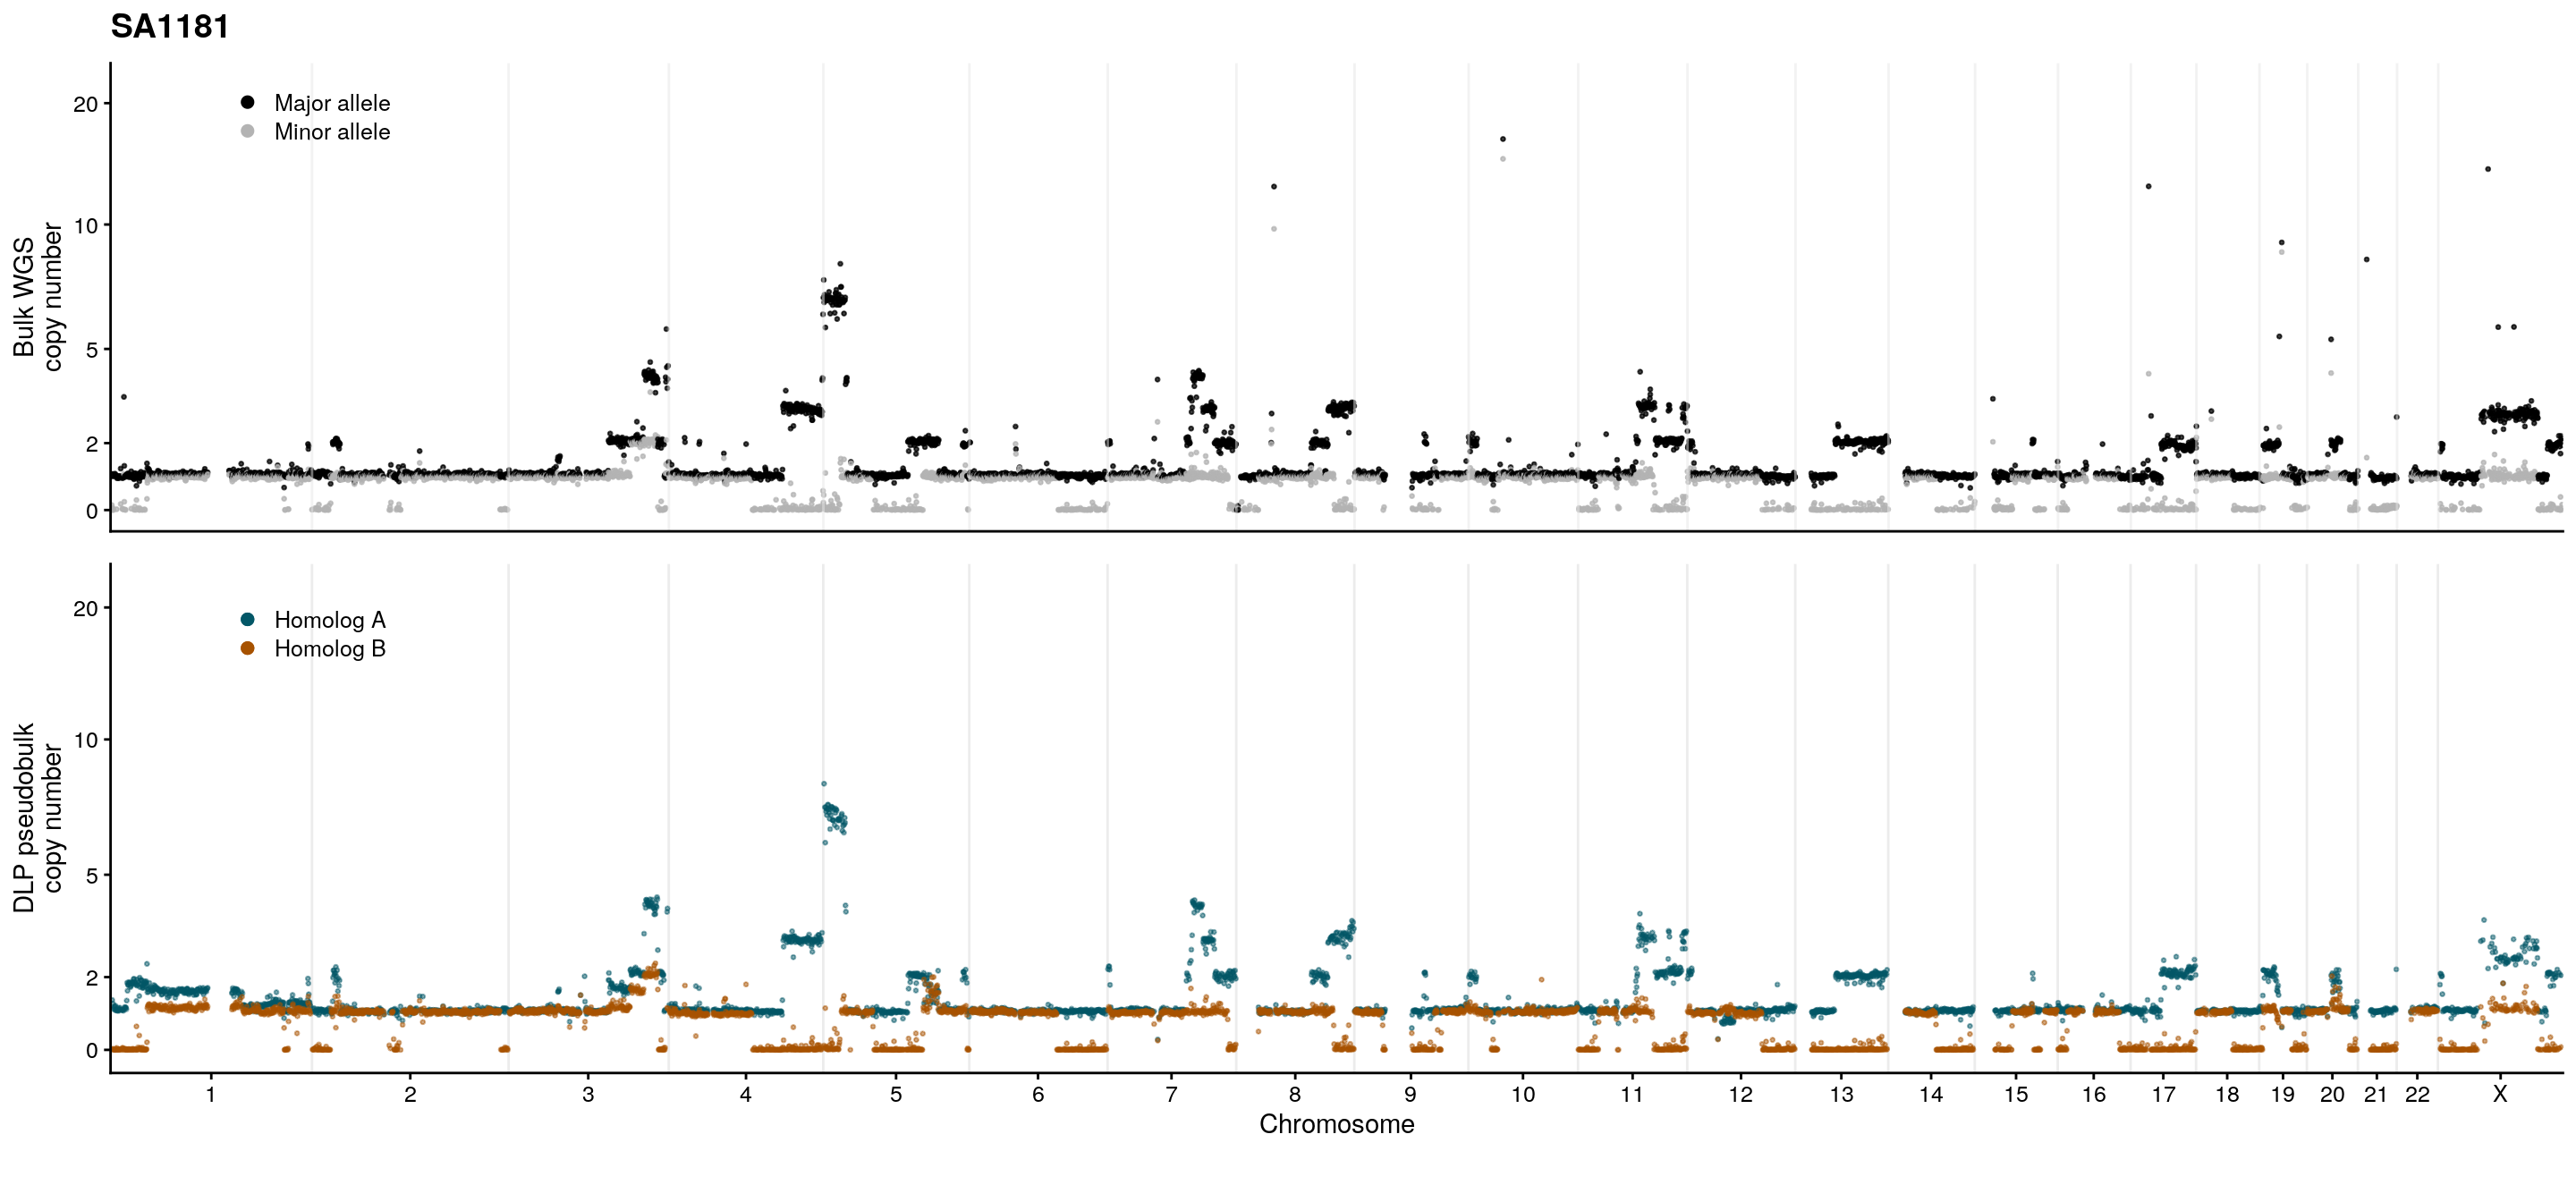 SA1181
Bulk WGS
copy number
20
10
5
2
0
Major allele
Minor allele
DLP pseudobulk
copy number
20
10
5
2
0
Homolog A
Homolog B
1 2 3 4 5 6 7 8 9 10 11 12 13 14 15 16 17 18 19 20 21 22 X
Chromosome